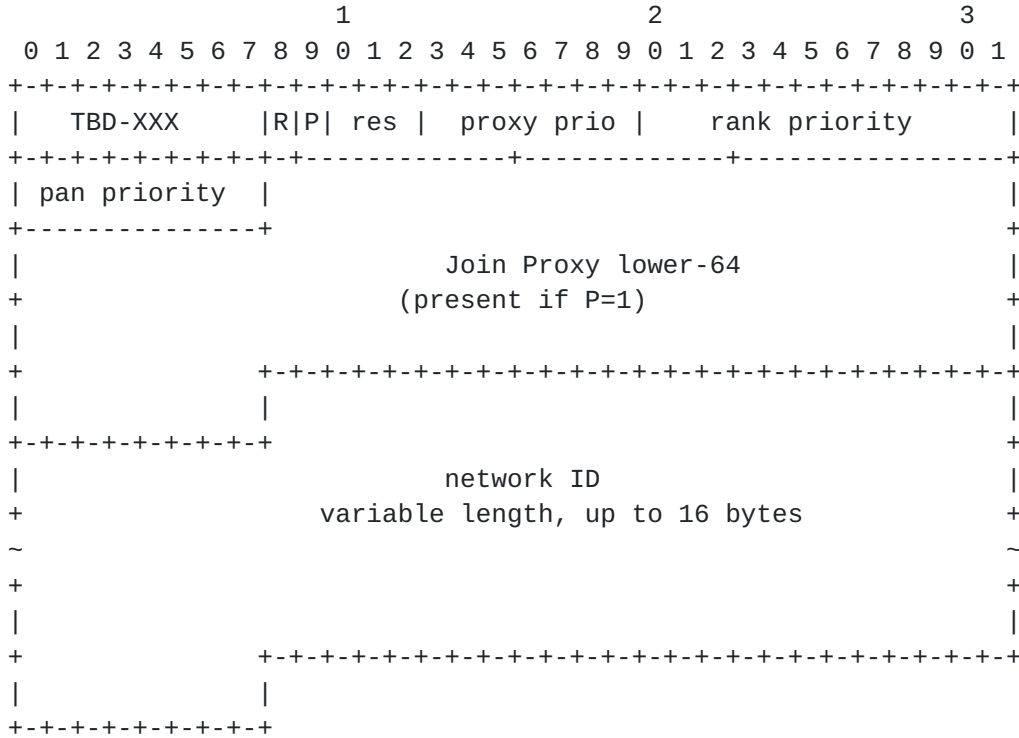 1                   2                   3
 0 1 2 3 4 5 6 7 8 9 0 1 2 3 4 5 6 7 8 9 0 1 2 3 4 5 6 7 8 9 0 1
+-+-+-+-+-+-+-+-+-+-+-+-+-+-+-+-+-+-+-+-+-+-+-+-+-+-+-+-+-+-+-+-+
|   TBD-XXX     |R|P| res |  proxy prio |    rank priority      |
+-+-+-+-+-+-+-+-+-+-------------+-------------+-----------------+
| pan priority  |                                               |
+---------------+                                               +
|                           Join Proxy lower-64                 |
+                        (present if P=1)                       +
|                                                               |
+               +-+-+-+-+-+-+-+-+-+-+-+-+-+-+-+-+-+-+-+-+-+-+-+-+
|               |                                               |
+-+-+-+-+-+-+-+-+                                               +
|                           network ID                          |
+                   variable length, up to 16 bytes             +
~                                                               ~
+                                                               +
|                                                               |
+               +-+-+-+-+-+-+-+-+-+-+-+-+-+-+-+-+-+-+-+-+-+-+-+-+
|               |
+-+-+-+-+-+-+-+-+